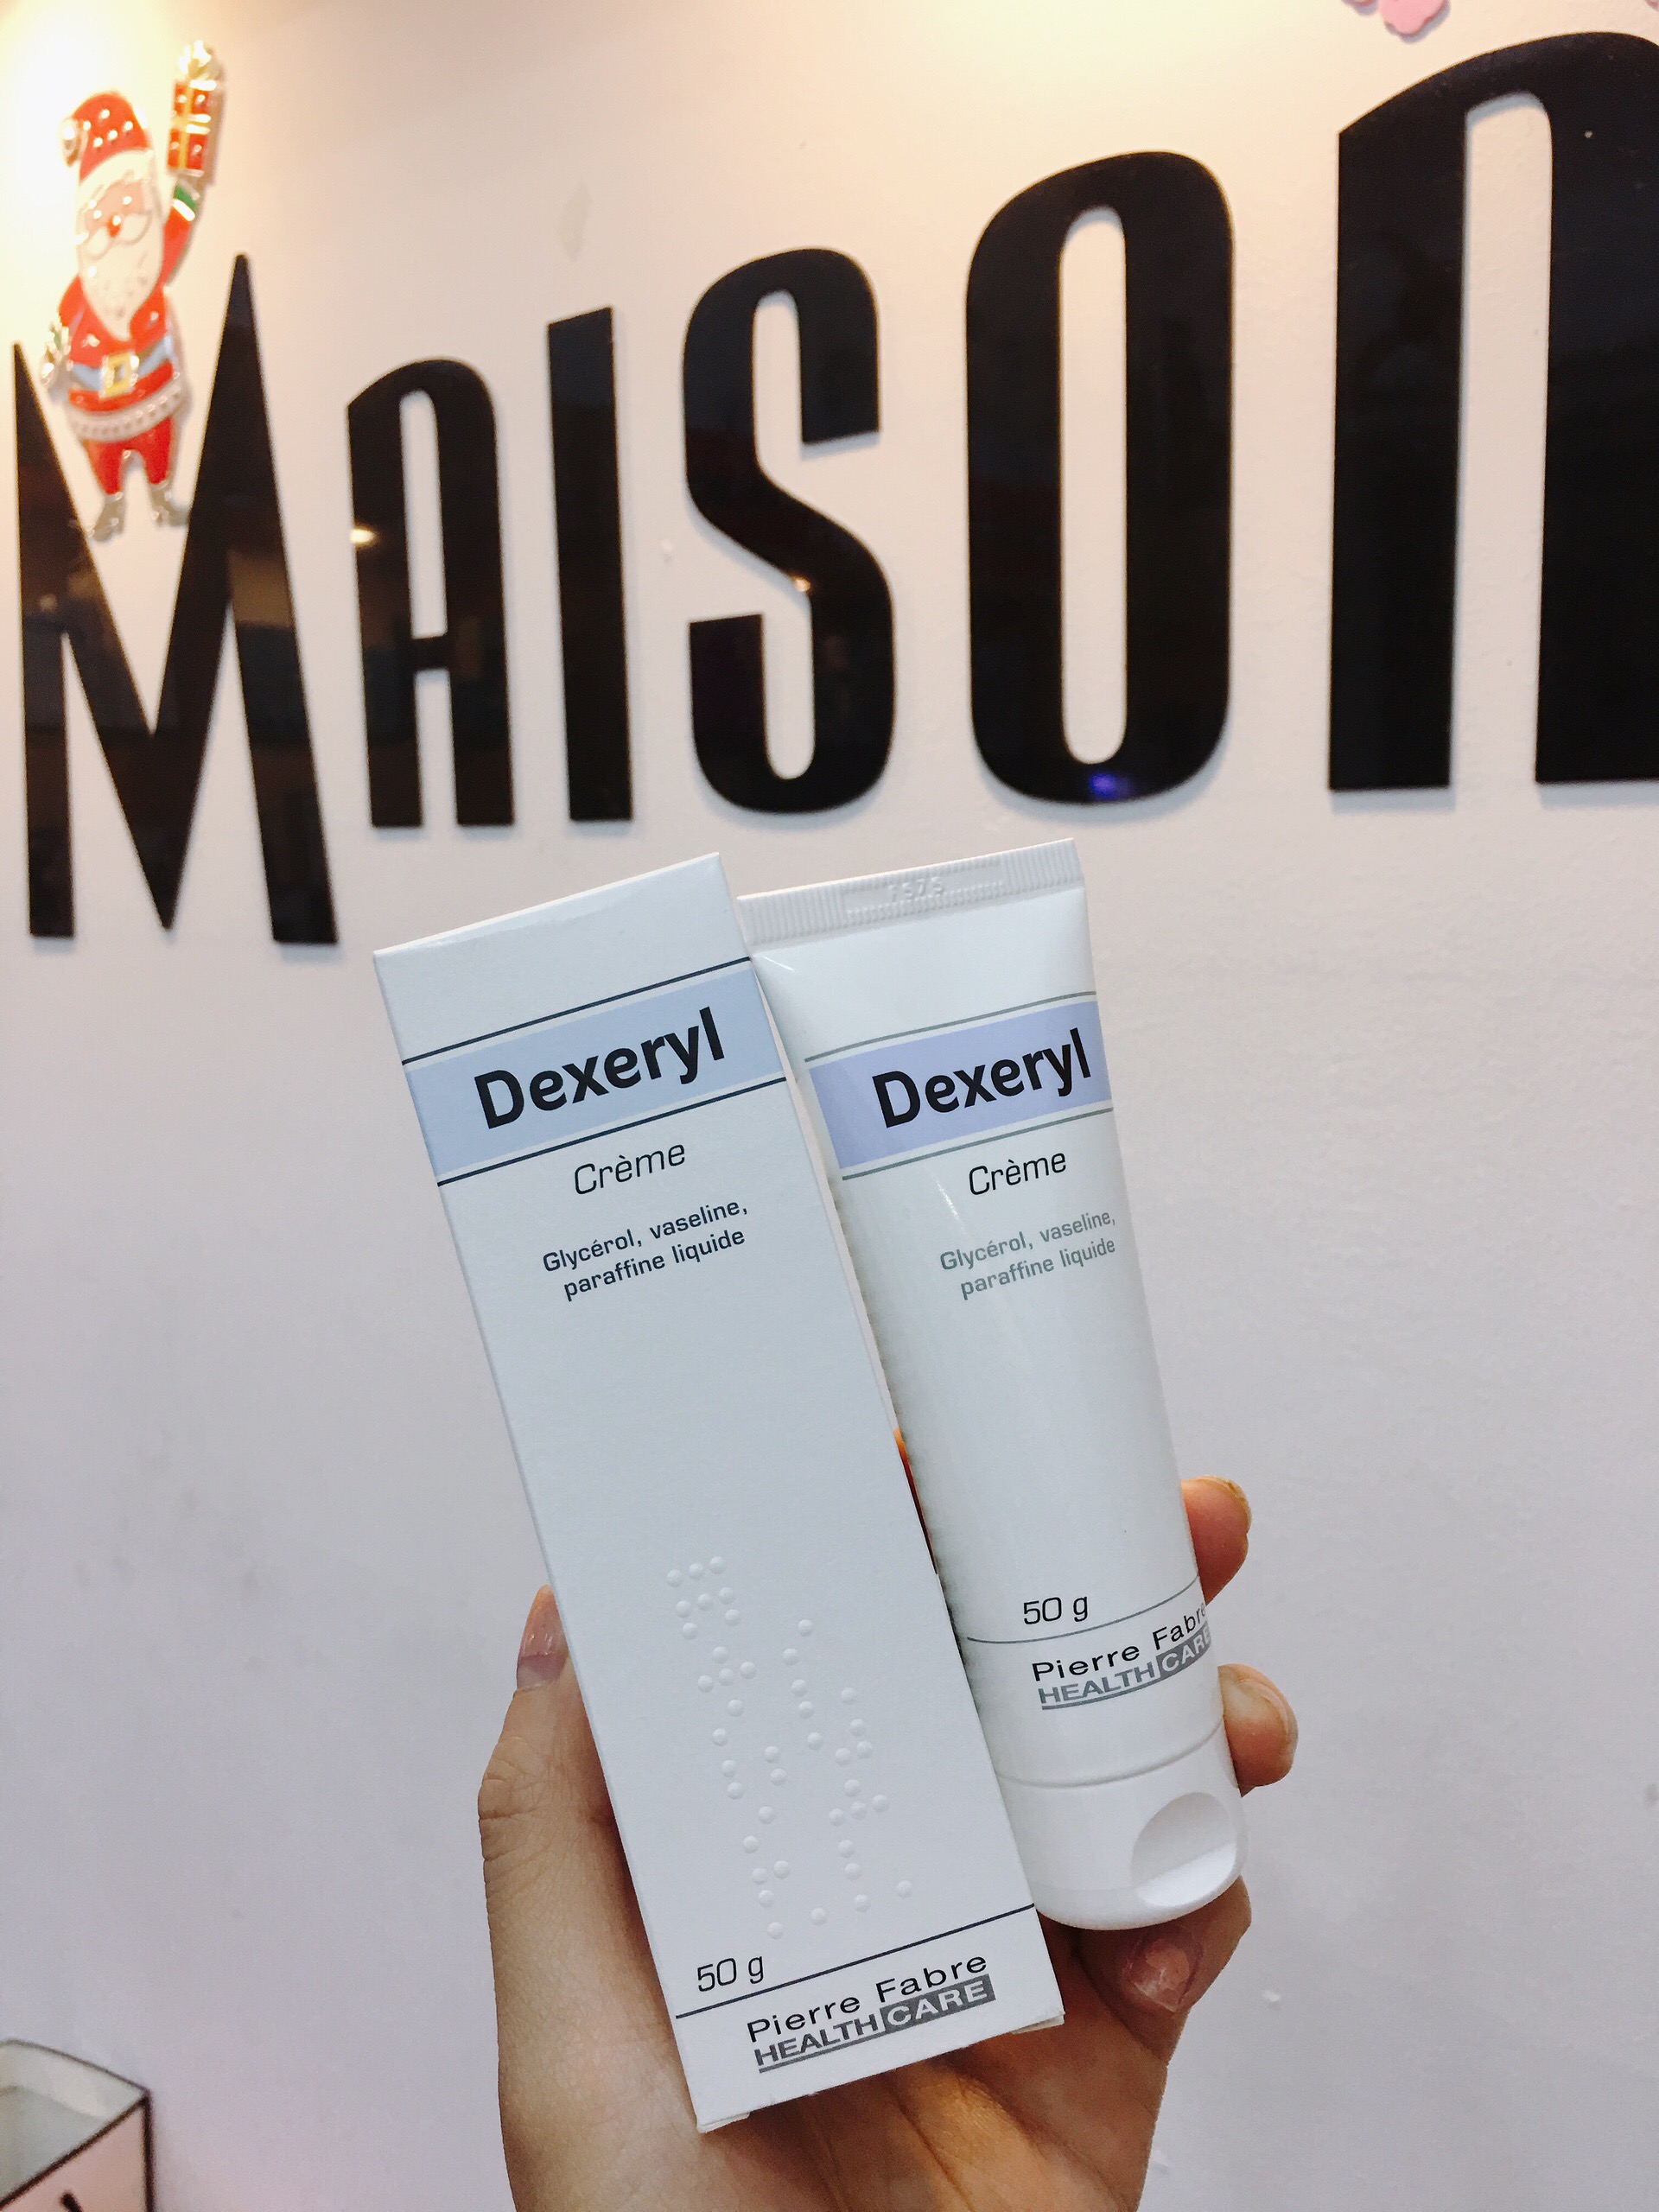 MAISON
Dexeryl
Crème
Glycérol, vaseline,
paraffine liquide
50 g
Pierre Fabre
HEALTH CARE
Dexeryl
Crème
Glycérol, vaseline,
paraffine liquide
50 g
Pierre Fabre
HEALTH CARE